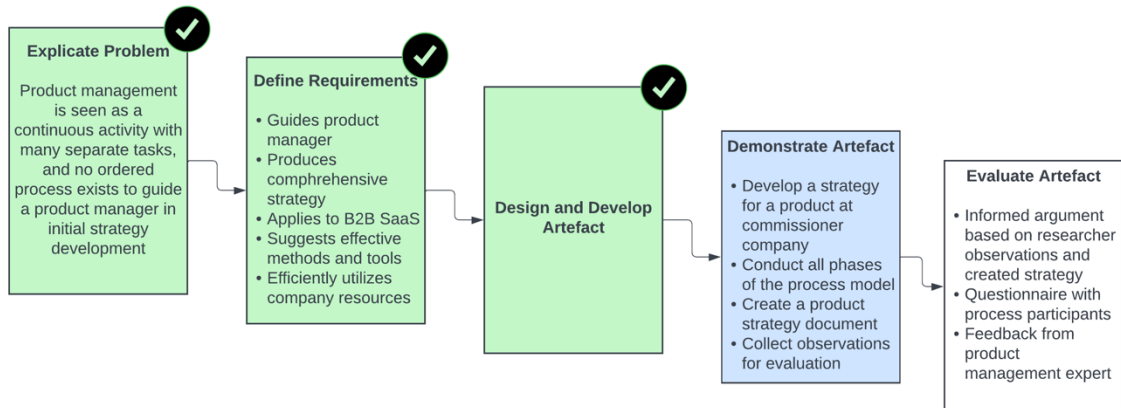 Explicate Problem
Product management
is seen as a
continuous activity with
many separate tasks,
and no ordered
process exists to guide
a product manager in
initial strategy
development
Define Requirements
• Guides product
manager
• Produces
comphrehensive
strategy
• Applies to B2B SaaS
• Suggests effective
methods and tools
• Efficiently utilizes
company resources
Design and Develop
Artefact
Demonstrate Artefact
• Develop a strategy
for a product at
commissioner
company
• Conduct all phases
of the process model
• Create a product
strategy document
• Collect observations
for evaluation
Evaluate Artefact
• Informed argument
based on researcher
observations and
created strategy
• Questionnaire with
process participants
• Feedback from
product
management expert